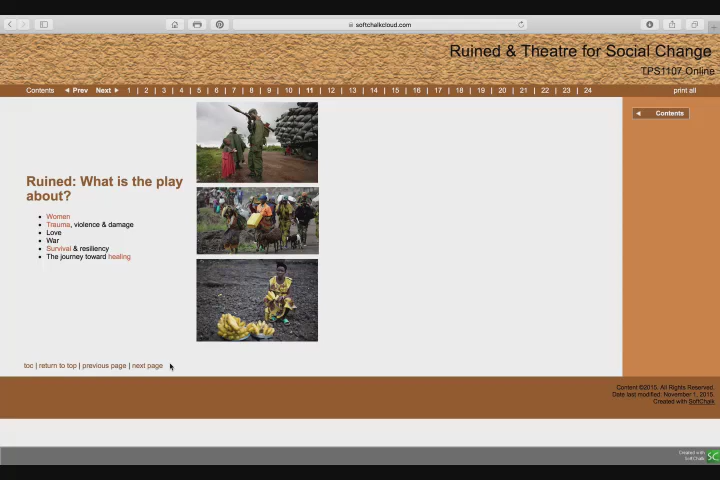 softchalkcloud.com
Ruined & Theatre for Social Change
TPS1107 Online
Contents ◄ Prev Next ► 1 | 2 | 3 | 4 | 5 | 6 | 7 | 8 | 9 | 10 | 11 | 12 | 13 | 14 | 15 | 16 | 17 | 18 | 19 | 20 | 21 | 22 | 23 | 24 print all
◄ Contents
Ruined: What is the play
about?
• Women
• Trauma, violence & damage
• Love
• War
• Survival & resiliency
• The journey toward healing
toc | return to top | previous page | next page
Content ©2015. All Rights Reserved.
Date last modified: November 1, 2015.
Created with SoftChalk
Created with
SoftChalk SC